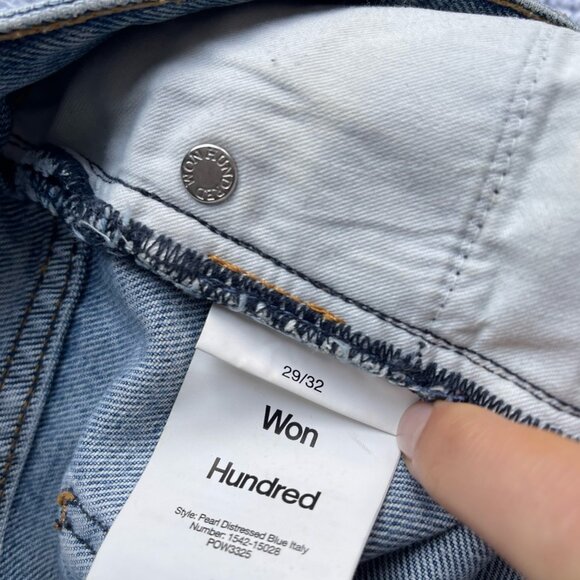 WON HUNDRED
29/32
Won
Hundred
Style: Pearl Distressed Blue Italy
Number: 1542-15028
POW3325